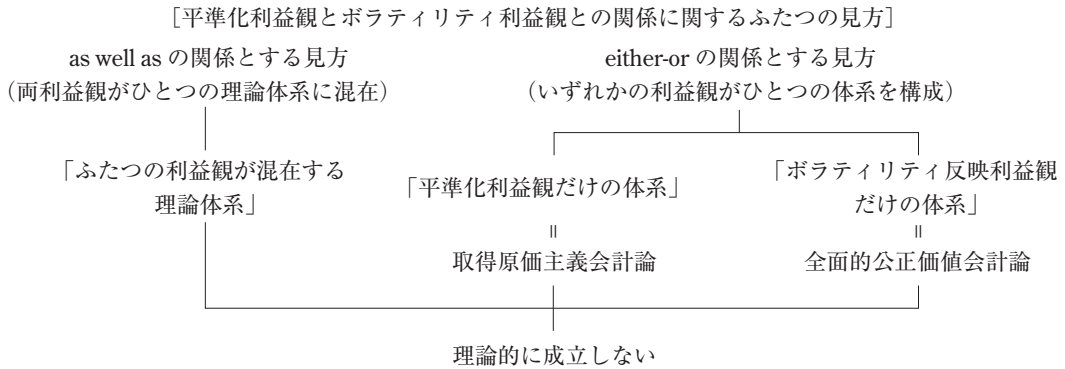 ［平準化利益観とボラティリティ利益観との関係に関するふたつの見方］
as well as の関係とする見方
（両利益観がひとつの理論体系に混在）
either-or の関係とする見方
（いずれかの利益観がひとつの体系を構成）
「ふたつの利益観が混在する
理論体系」
「平準化利益観だけの体系」
＝
取得原価主義会計論
「ボラティリティ反映利益観
だけの体系」
＝
全面的公正価値会計論
理論的に成立しない